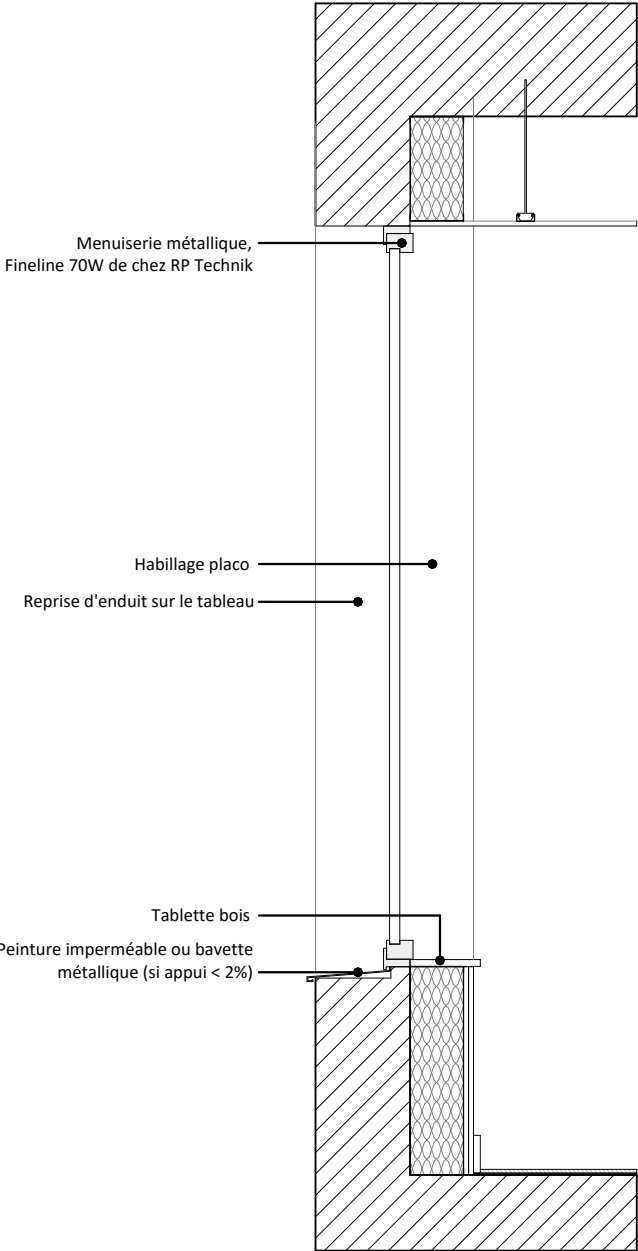 Menuiserie métallique,
Fineline 70W de chez RP Technik
Habillage placo
Reprise d'enduit sur le tableau
Tablette bois
Peinture imperméable ou bavette
métallique (si appui < 2%)